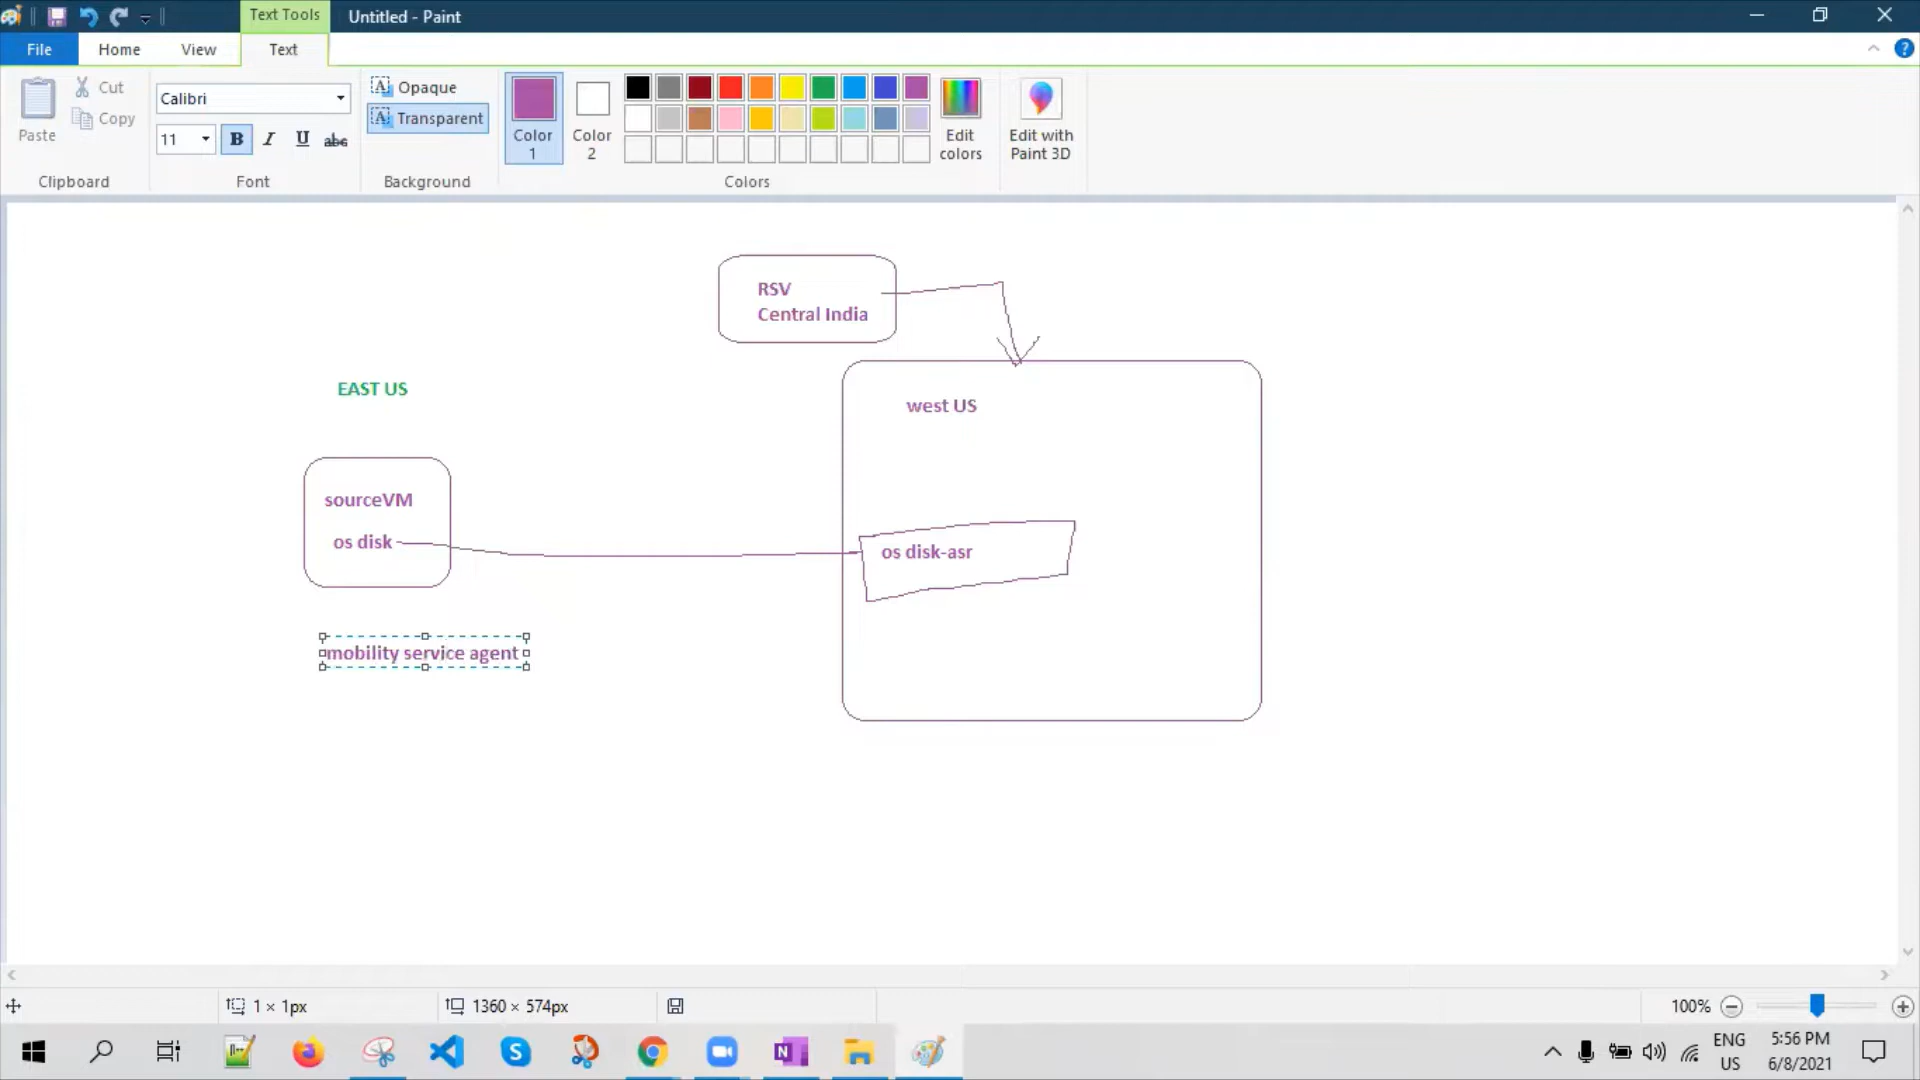 Text Tools
Untitled - Paint
File
Home
View
Text
Paste
Cut
Copy
Clipboard
Calibri
11
B
I
U
abc
Font
Opaque
Transparent
Background
Color 1
Color 2
Colors
Edit colors
Edit with Paint 3D
RSV
Central India
EAST US
west US
sourceVM
os disk
os disk-asr
mobility service agent
1 × 1px
1360 × 574px
100%
ENG
US
5:56 PM
6/8/2021